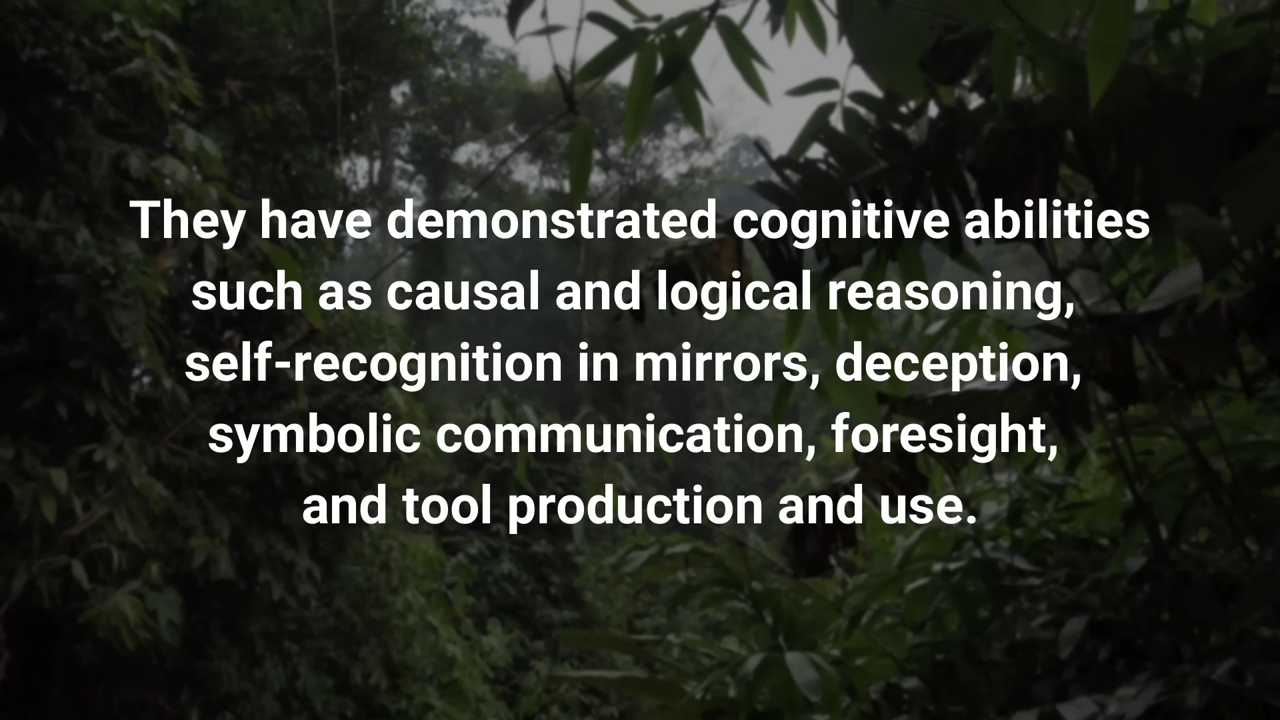 They have demonstrated cognitive abilities
such as causal and logical reasoning,
self-recognition in mirrors, deception,
symbolic communication, foresight,
and tool production and use.